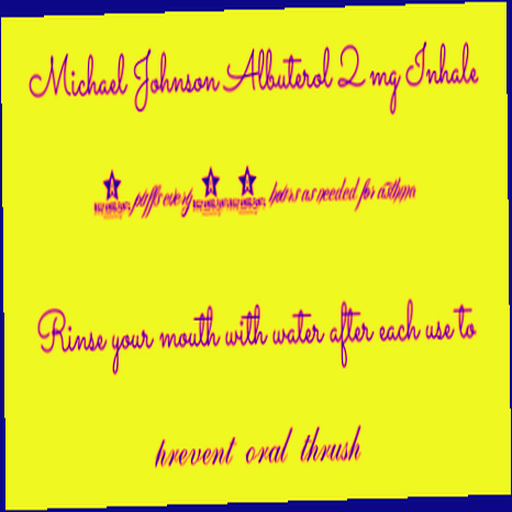 Michael Johnson Albuterol 2 mg Inhale
puffs every hours as needed for asthma
Rinse your mouth with water after each use to
prevent oral thrush